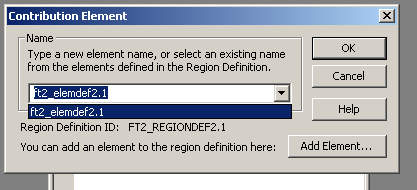 Contribution Element
Name
Type a new element name, or select an existing name
from the elements defined in the Region Definition.
ft2_elemdef2.1
ft2_elemdef2.1
Region Definition ID: FT2_REGIONDEF2.1
You can add an element to the region definition here:
OK
Cancel
Help
Add Element...